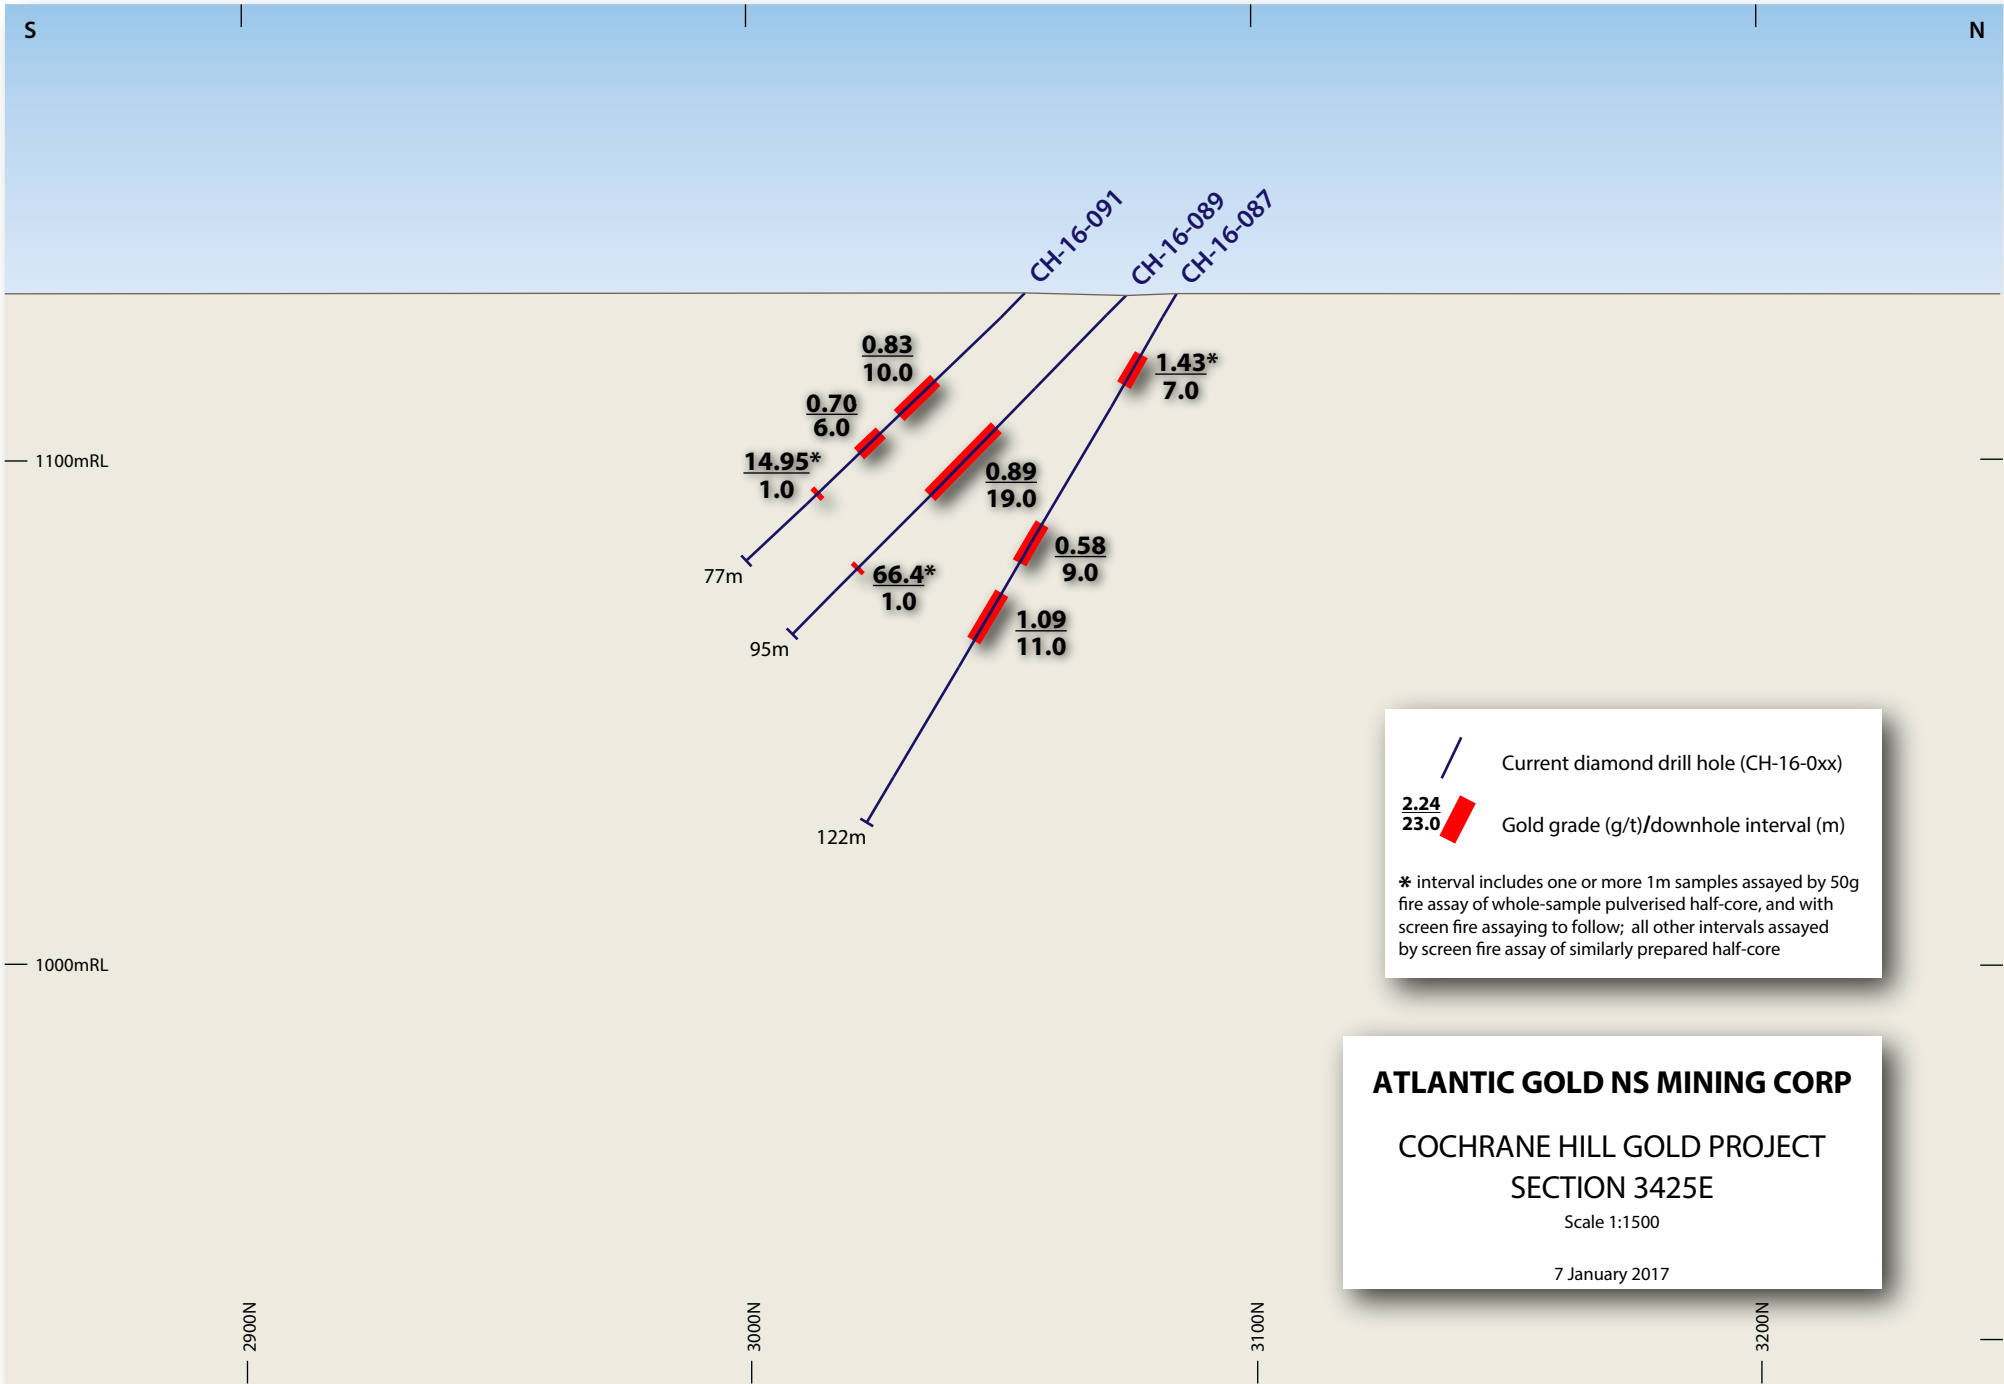 S
N
CH-16-091
CH-16-089
CH-16-087
0.83
10.0
0.70
6.0
14.95*
1.0
77m
0.89
19.0
66.4*
1.0
95m
1.43*
7.0
0.58
9.0
1.09
11.0
122m
1100mRL
1000mRL
Current diamond drill hole (CH-16-0xx)
2.24
23.0
Gold grade (g/t)/downhole interval (m)
* interval includes one or more 1m samples assayed by 50g
fire assay of whole-sample pulverised half-core, and with
screen fire assaying to follow; all other intervals assayed
by screen fire assay of similarly prepared half-core
ATLANTIC GOLD NS MINING CORP
COCHRANE HILL GOLD PROJECT
SECTION 3425E
Scale 1:1500
7 January 2017
2900N
3000N
3100N
3200N